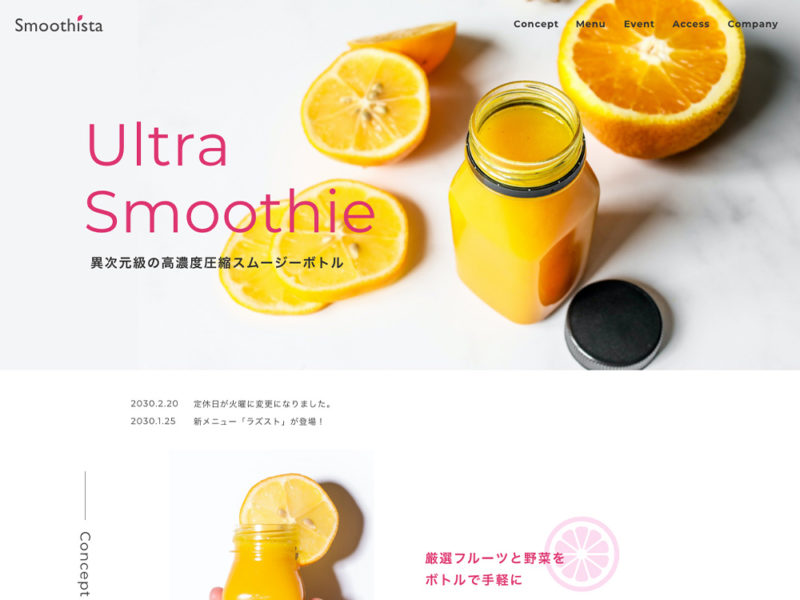 Smoothista
Concept Menu Event Access Company
Ultra
Smoothie
異次元級の高濃度圧縮スムージーボトル
2030.2.20 定休日が火曜に変更になりました。
2030.1.25 新メニュー「ラズスト」が登場！
Concept
厳選フルーツと野菜を
ボトルで手軽に